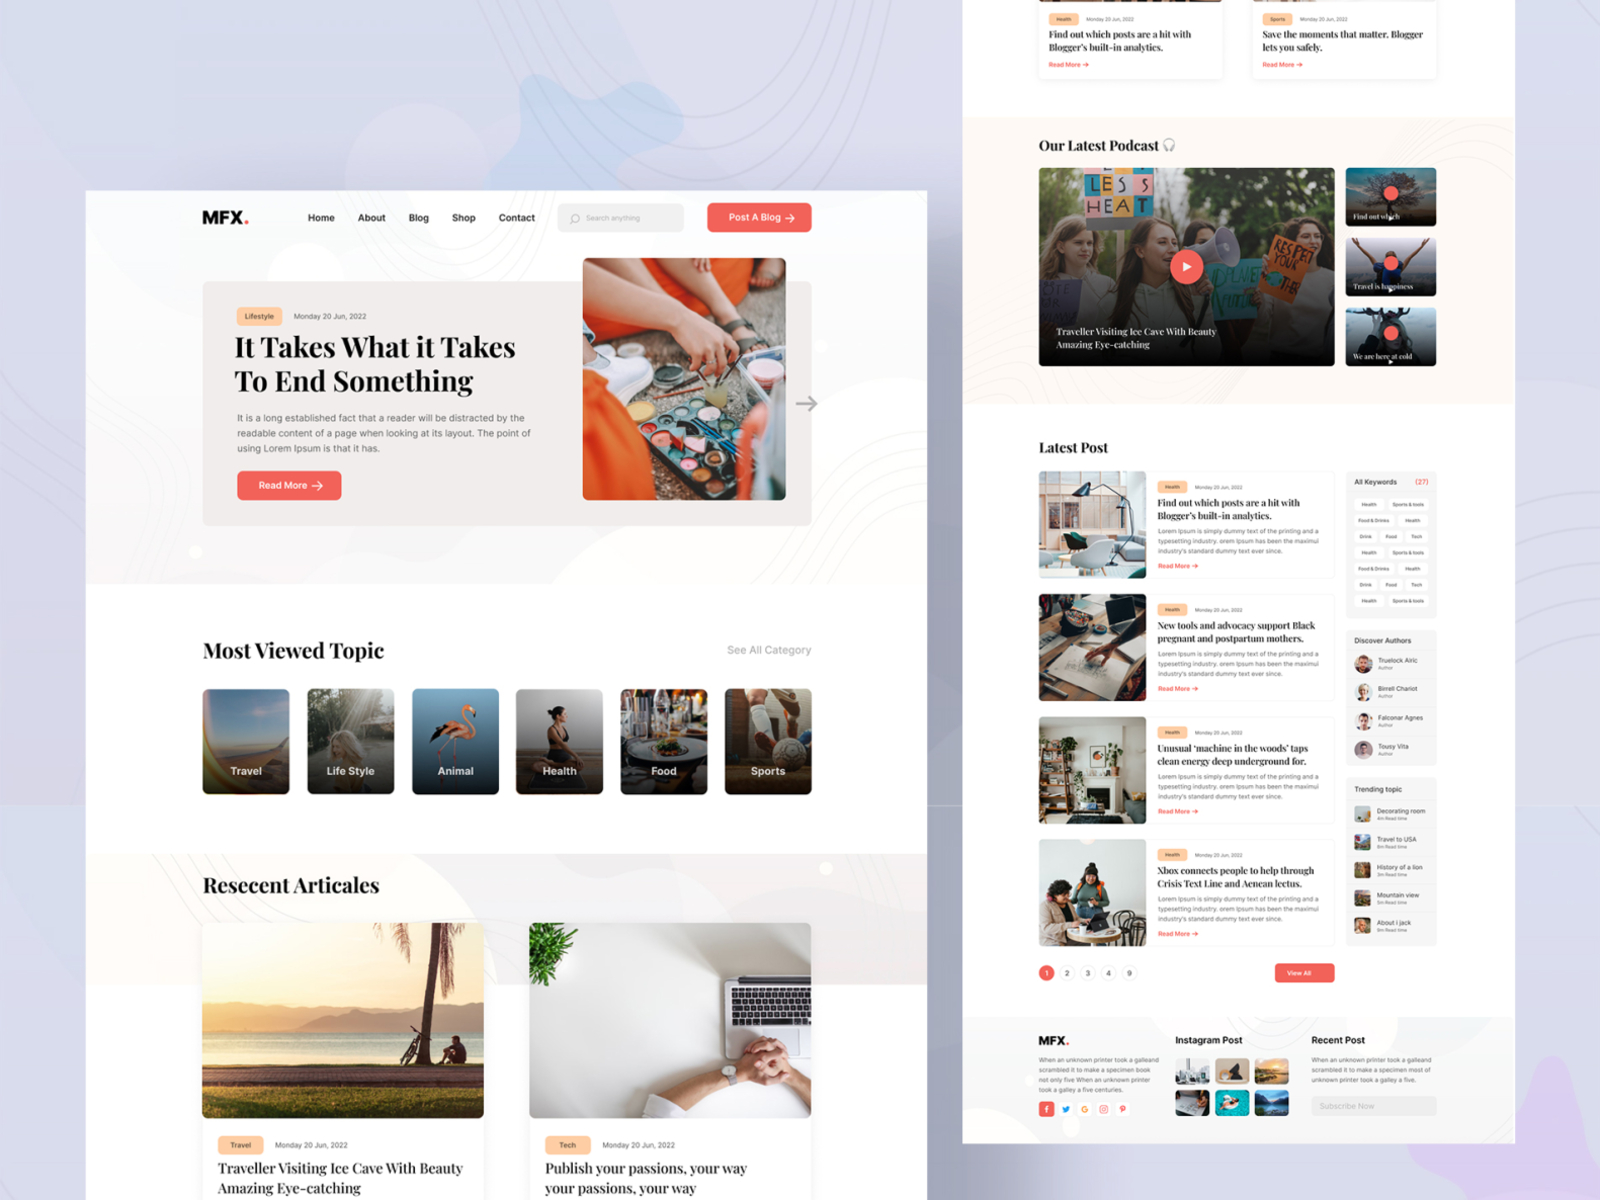 MFX.
Home
About
Blog
Shop
Contact
Search anything
Post A Blog →
Lifestyle
Monday 20 Jun, 2022
It Takes What it Takes
To End Something
It is a long established fact that a reader will be distracted by the
readable content of a page when looking at its layout. The point of
using Lorem Ipsum is that it has.
Read More →
Most Viewed Topic
See All Category
Travel
Life Style
Animal
Health
Food
Sports
Resecent Articales
Travel
Monday 20 Jun, 2022
Traveller Visiting Ice Cave With Beauty
Amazing Eye-catching
Tech
Monday 20 Jun, 2022
Publish your passions, your way
your passions, your way
Health
Monday 20 Jun, 2022
Find out which posts are a hit with
Blogger's built-in analytics.
Read More →
Sports
Monday 20 Jun, 2022
Save the moments that matter. Blogger
lets you safely.
Read More →
Our Latest Podcast
LESS
HEAT
RESPECT
YOUR
PLANET
Traveller Visiting Ice Cave With Beauty
Amazing Eye-catching
Find out which
Travel is happiness
We are here at cold
Latest Post
Health
Monday 20 Jun, 2022
Find out which posts are a hit with
Blogger's built-in analytics.
Lorem Ipsum is simply dummy text of the printing and a
typesetting industry. orem Ipsum has been the maximul
industry's standard dummy text ever since.
Read More →
Health
Monday 20 Jun, 2022
New tools and advocacy support Black
pregnant and postpartum mothers.
Lorem Ipsum is simply dummy text of the printing and a
typesetting industry. orem Ipsum has been the maximul
industry's standard dummy text ever since.
Read More →
Health
Monday 20 Jun, 2022
Unusual 'machine in the woods' taps
clean energy deep underground for.
Lorem Ipsum is simply dummy text of the printing and a
typesetting industry. orem Ipsum has been the maximul
industry's standard dummy text ever since.
Read More →
Health
Monday 20 Jun, 2022
Xbox connects people to help through
Crisis Text Line and Aenean lectus.
Lorem Ipsum is simply dummy text of the printing and a
typesetting industry. orem Ipsum has been the maximul
industry's standard dummy text ever since.
Read More →
1 2 3 4 9
View All
All Keywords (27)
Health Sports & tools
Food & Drinks Health
Drink Food Tech
Health Sports & tools
Food & Drinks Health
Drink Food Tech
Health Sports & tools
Discover Authors
Truelock Alric
Author
Birrell Chariot
Author
Falconar Agnes
Author
Tousy Vita
Author
Trending topic
Decorating room
4m Read time
Travel to USA
6m Read time
History of a lion
3m Read time
Mountain view
5m Read time
About i jack
9m Read time
MFX.
When an unknown printer took a galleand
scrambled it to make a specimen book
not only five When an unknown printer
took a galley a five centuries.
Instagram Post
Recent Post
When an unknown printer took a galleand
scrambled it to make a specimen most of
unknown printer took a galley a five.
Subscribe Now